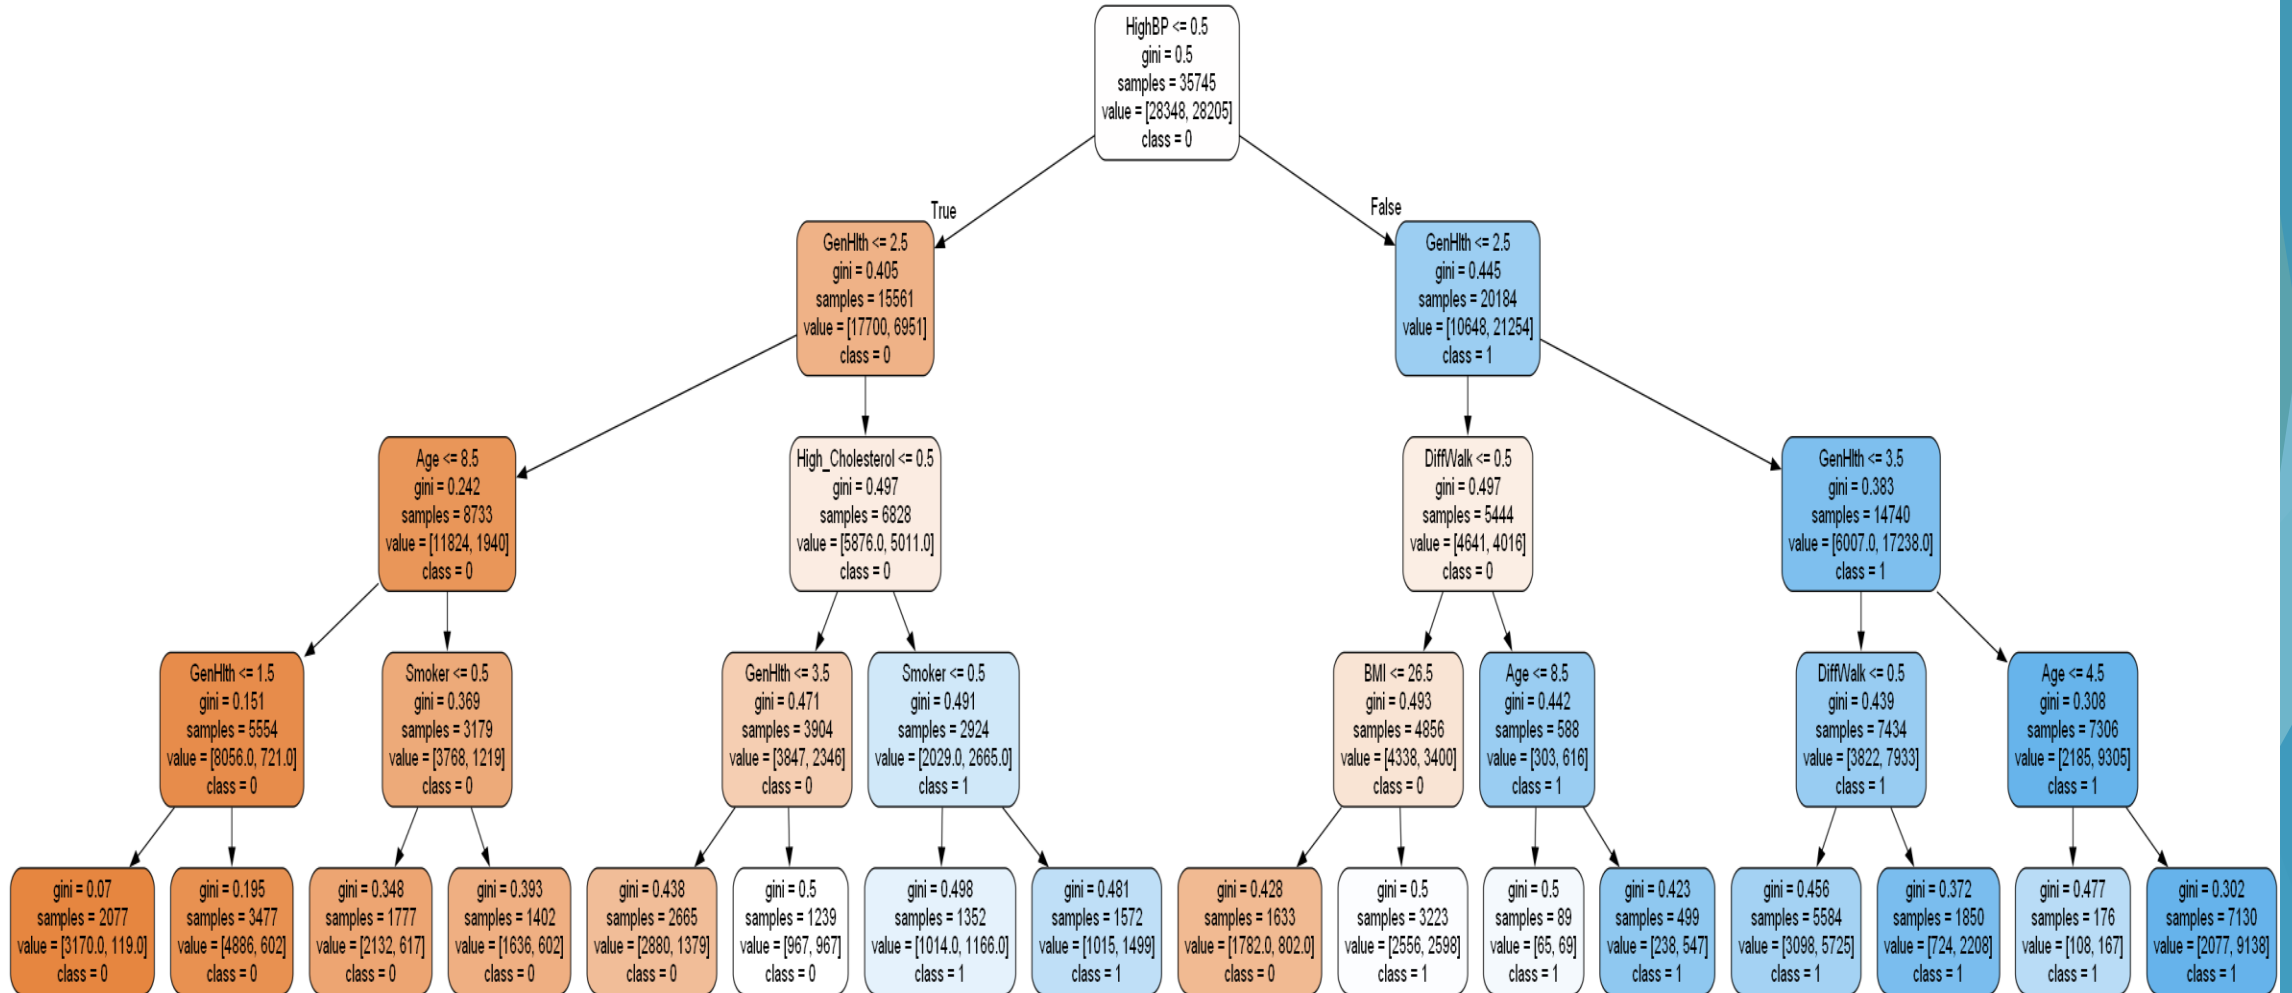 HighBP <= 0.5
gini = 0.5
samples = 35745
value = [28348, 28205]
class = 0
True
False
GenHlth <= 2.5
gini = 0.405
samples = 15561
value = [17700, 6951]
class = 0
GenHlth <= 2.5
gini = 0.445
samples = 20184
value = [10648, 21254]
class = 1
Age <= 8.5
gini = 0.242
samples = 8733
value = [11824, 1940]
class = 0
High_Cholesterol <= 0.5
gini = 0.497
samples = 6828
value = [5876.0, 5011.0]
class = 0
DiffWalk <= 0.5
gini = 0.497
samples = 5444
value = [4641, 4016]
class = 0
GenHlth <= 3.5
gini = 0.383
samples = 14740
value = [6007.0, 17238.0]
class = 1
GenHlth <= 1.5
gini = 0.151
samples = 5554
value = [8056.0, 721.0]
class = 0
Smoker <= 0.5
gini = 0.369
samples = 3179
value = [3768, 1219]
class = 0
GenHlth <= 3.5
gini = 0.471
samples = 3904
value = [3847, 2346]
class = 0
Smoker <= 0.5
gini = 0.491
samples = 2924
value = [2029.0, 2665.0]
class = 1
BMI <= 26.5
gini = 0.493
samples = 4856
value = [4338, 3400]
class = 0
Age <= 8.5
gini = 0.442
samples = 588
value = [303, 616]
class = 1
DiffWalk <= 0.5
gini = 0.439
samples = 7434
value = [3822, 7933]
class = 1
Age <= 4.5
gini = 0.308
samples = 7306
value = [2185, 9305]
class = 1
gini = 0.07
samples = 2077
value = [3170.0, 119.0]
class = 0
gini = 0.195
samples = 3477
value = [4886, 602]
class = 0
gini = 0.348
samples = 1777
value = [2132, 617]
class = 0
gini = 0.393
samples = 1402
value = [1636, 602]
class = 0
gini = 0.438
samples = 2665
value = [2880, 1379]
class = 0
gini = 0.5
samples = 1239
value = [967, 967]
class = 0
gini = 0.498
samples = 1352
value = [1014.0, 1166.0]
class = 1
gini = 0.481
samples = 1572
value = [1015, 1499]
class = 1
gini = 0.428
samples = 1633
value = [1782.0, 802.0]
class = 0
gini = 0.5
samples = 3223
value = [2556, 2598]
class = 1
gini = 0.5
samples = 89
value = [65, 69]
class = 1
gini = 0.423
samples = 499
value = [238, 547]
class = 1
gini = 0.456
samples = 5584
value = [3098, 5725]
class = 1
gini = 0.372
samples = 1850
value = [724, 2208]
class = 1
gini = 0.477
samples = 176
value = [108, 167]
class = 1
gini = 0.302
samples = 7130
value = [2077, 9138]
class = 1